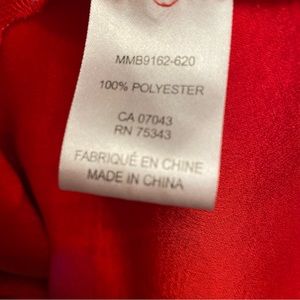 MMB9162-620
100% POLYESTER
CA 07043
RN 75343
FABRIQUÉ EN CHINE
MADE IN CHINA